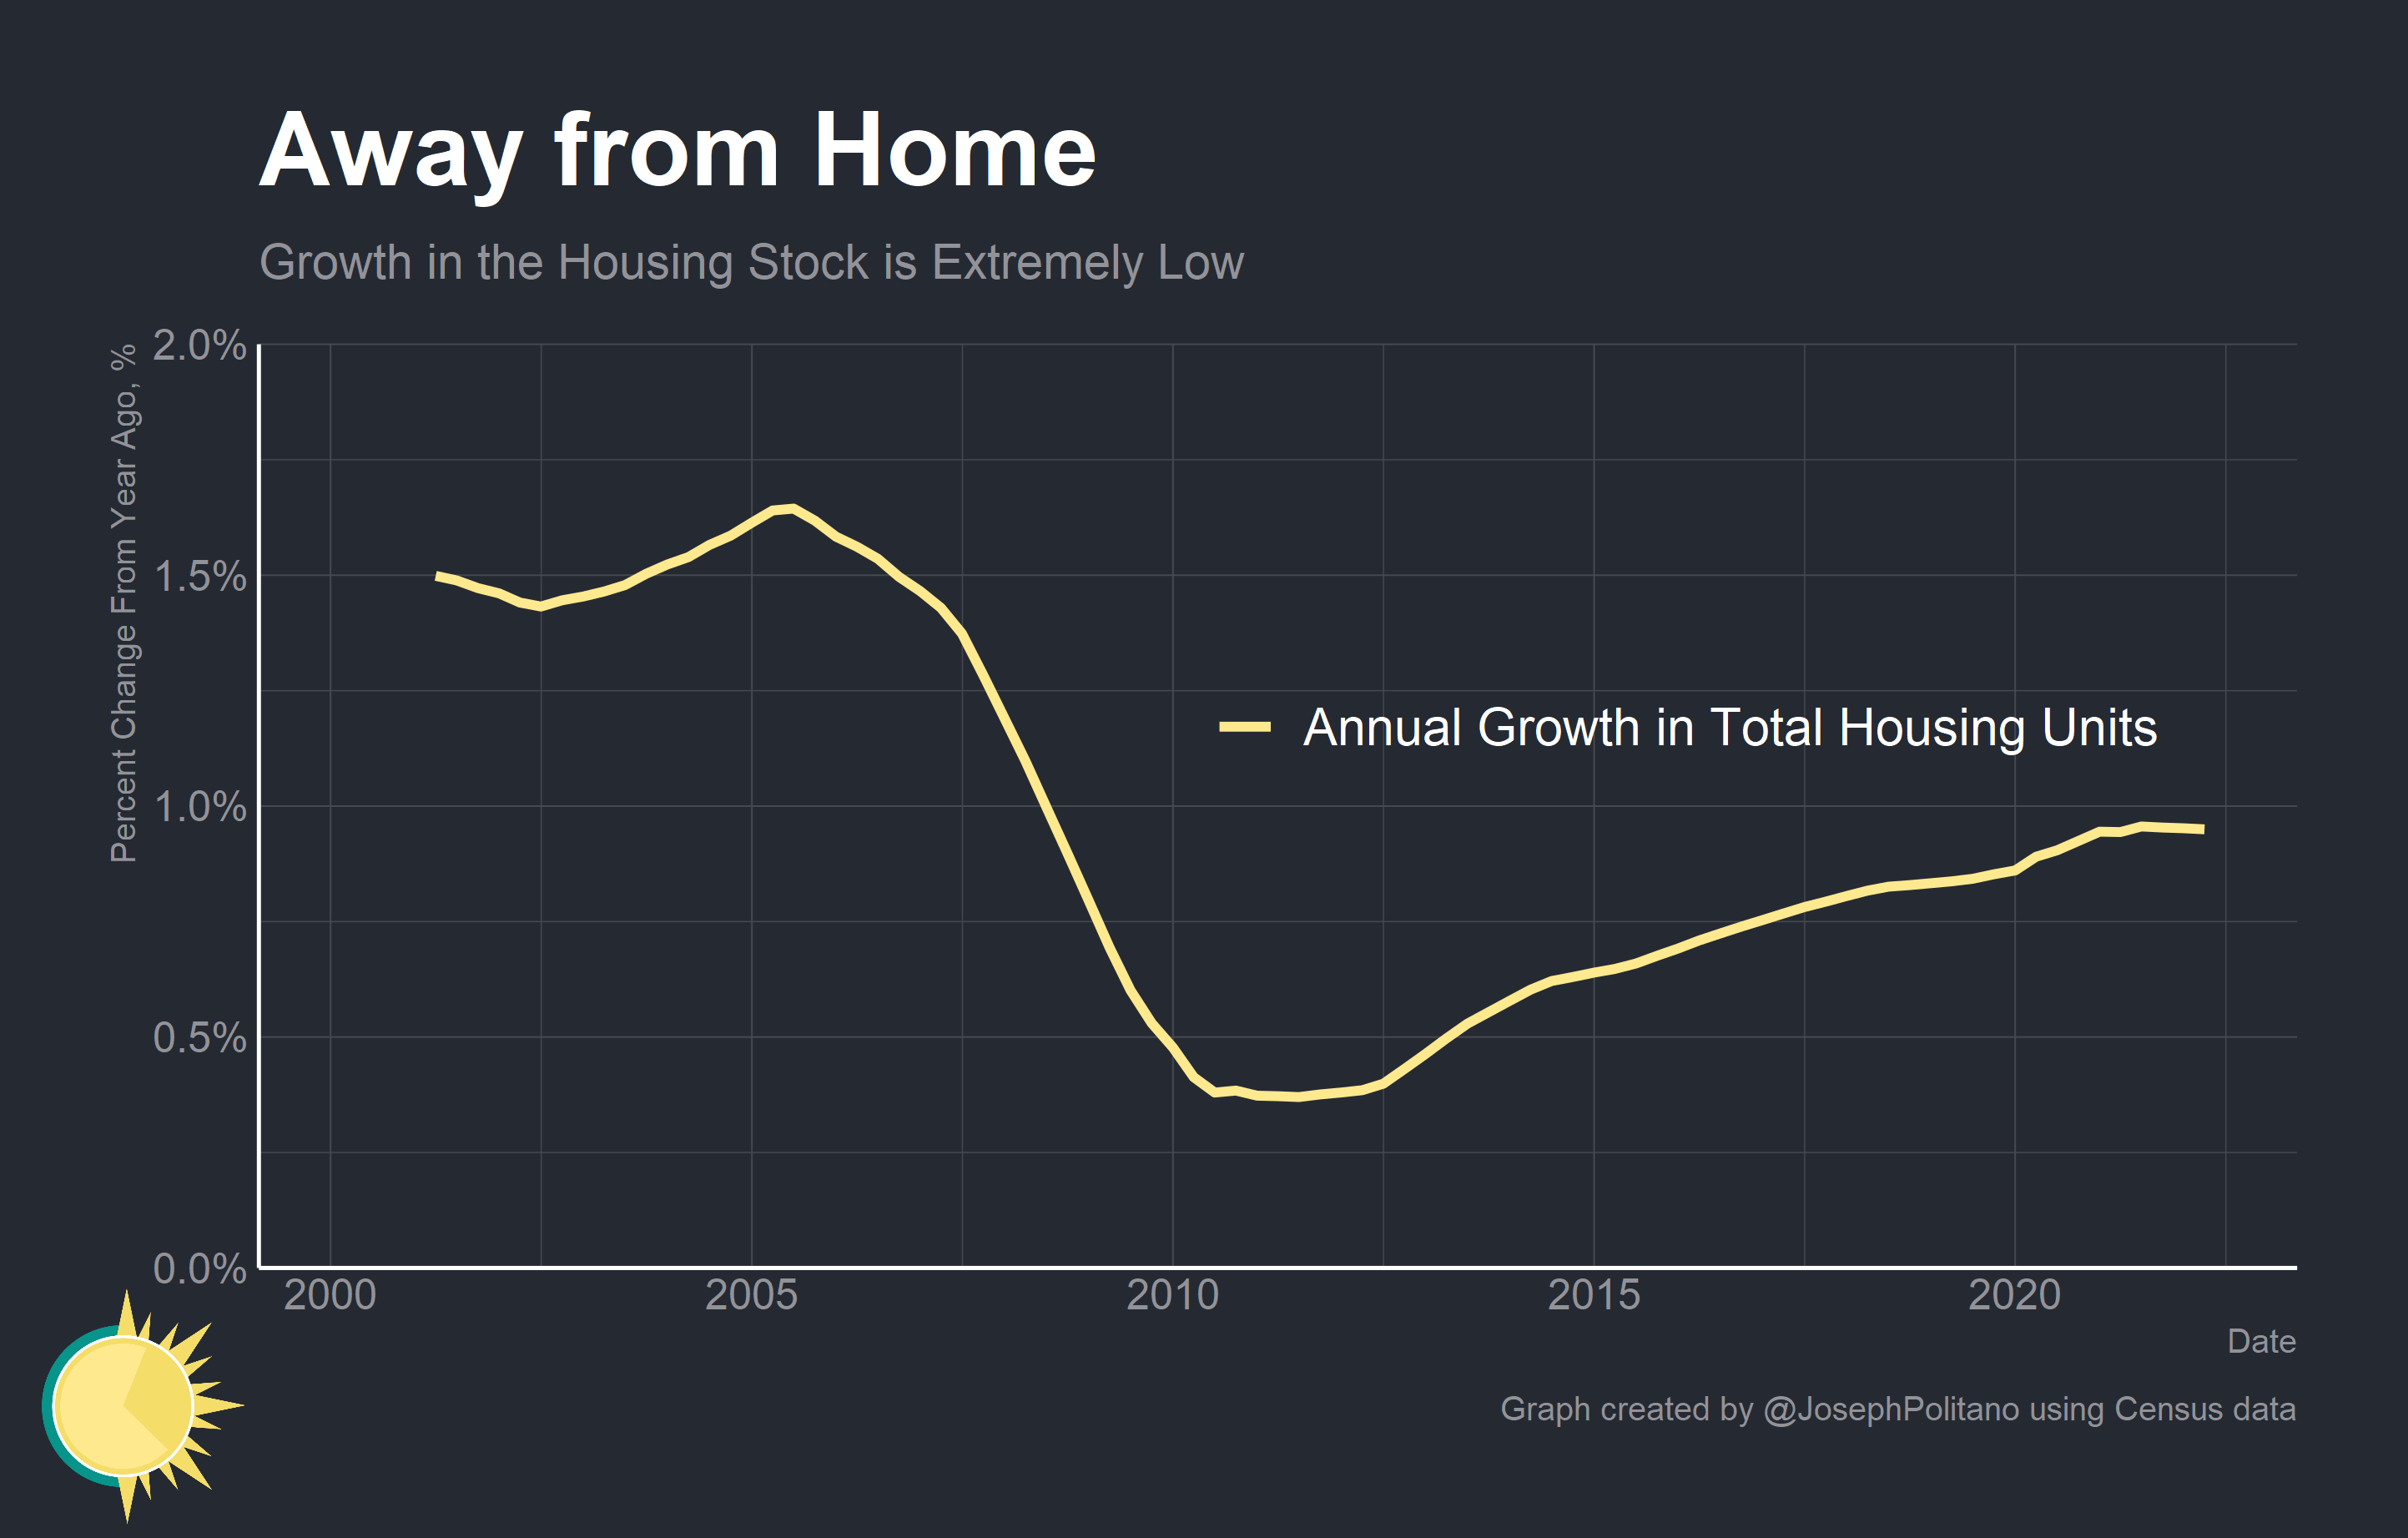 Away from Home
Growth in the Housing Stock is Extremely Low
Percent Change From Year Ago, %
2.0%
1.5%
1.0%
0.5%
0.0%
Annual Growth in Total Housing Units
2000 2005 2010 2015 2020
Date
Graph created by @JosephPolitano using Census data